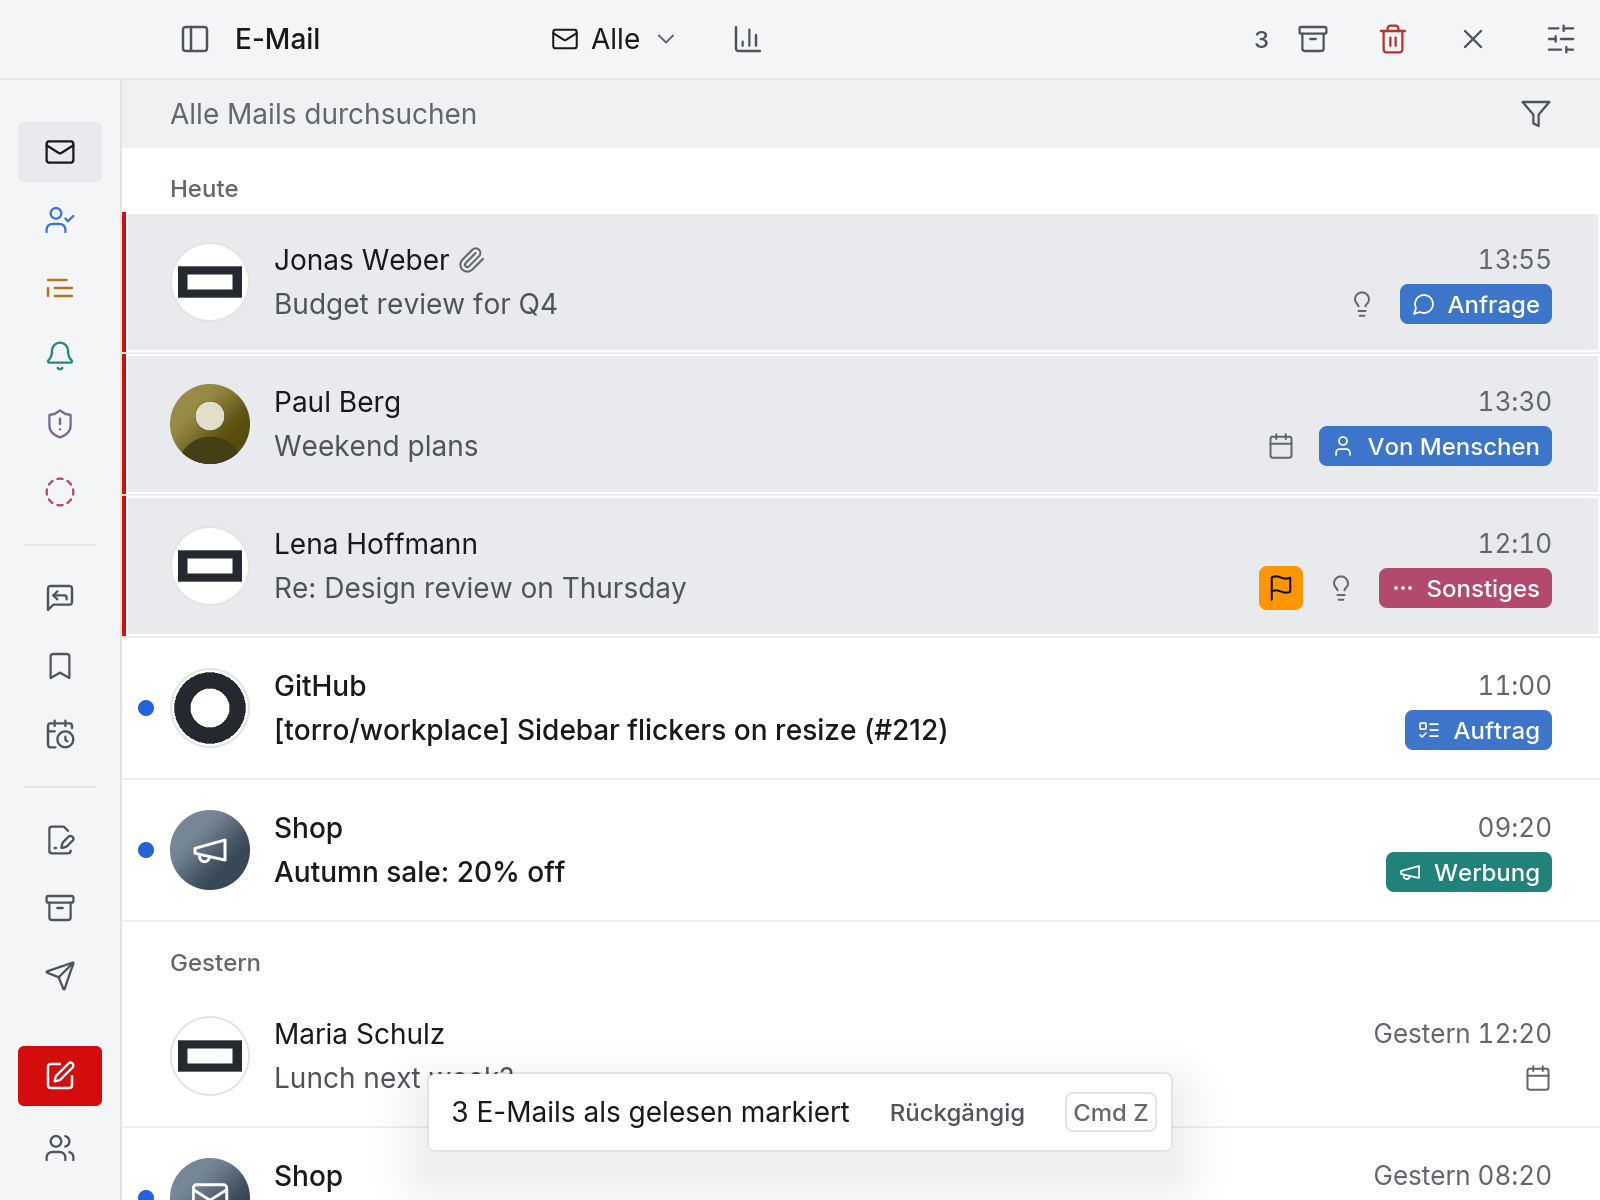 E-Mail
Alle
3
Alle Mails durchsuchen
Heute
Jonas Weber
13:55
Budget review for Q4
Anfrage
Paul Berg
13:30
Weekend plans
Von Menschen
Lena Hoffmann
12:10
Re: Design review on Thursday
Sonstiges
GitHub
11:00
[torro/workplace] Sidebar flickers on resize (#212)
Auftrag
Shop
09:20
Autumn sale: 20% off
Werbung
Gestern
Maria Schulz
Gestern 12:20
Lunch next week?
3 E-Mails als gelesen markiert
Rückgängig
Cmd Z
Shop
Gestern 08:20